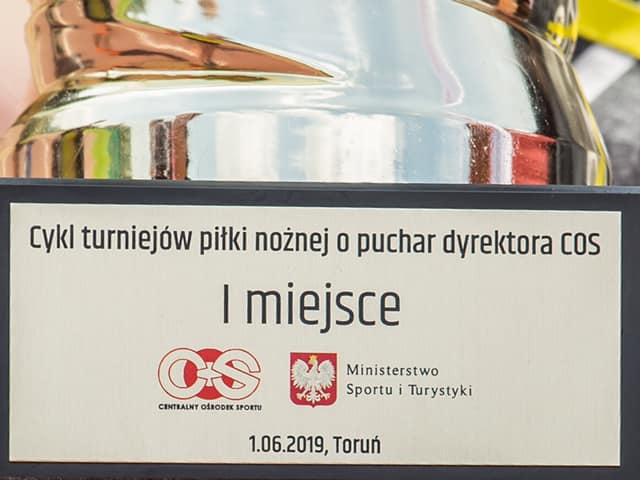 Cykl turniejów piłki nożnej o puchar dyrektora COS
I miejsce
COS
CENTRALNY OŚRODEK SPORTU
Ministerstwo
Sportu i Turystyki
1.06.2019, Toruń